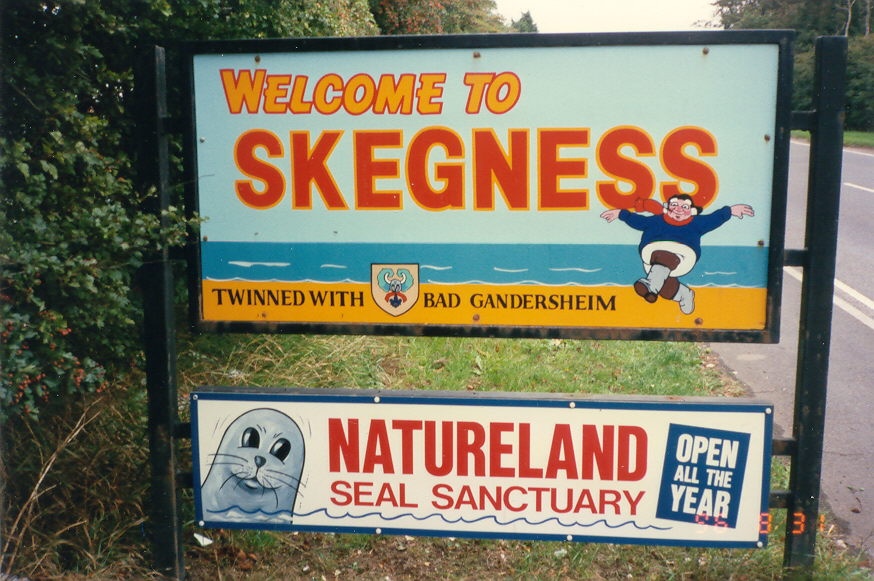 WELCOME TO
SKEGNESS
TWINNED WITH BAD GANDERSHEIM
NATURELAND
SEAL SANCTUARY
OPEN
ALL THE
YEAR